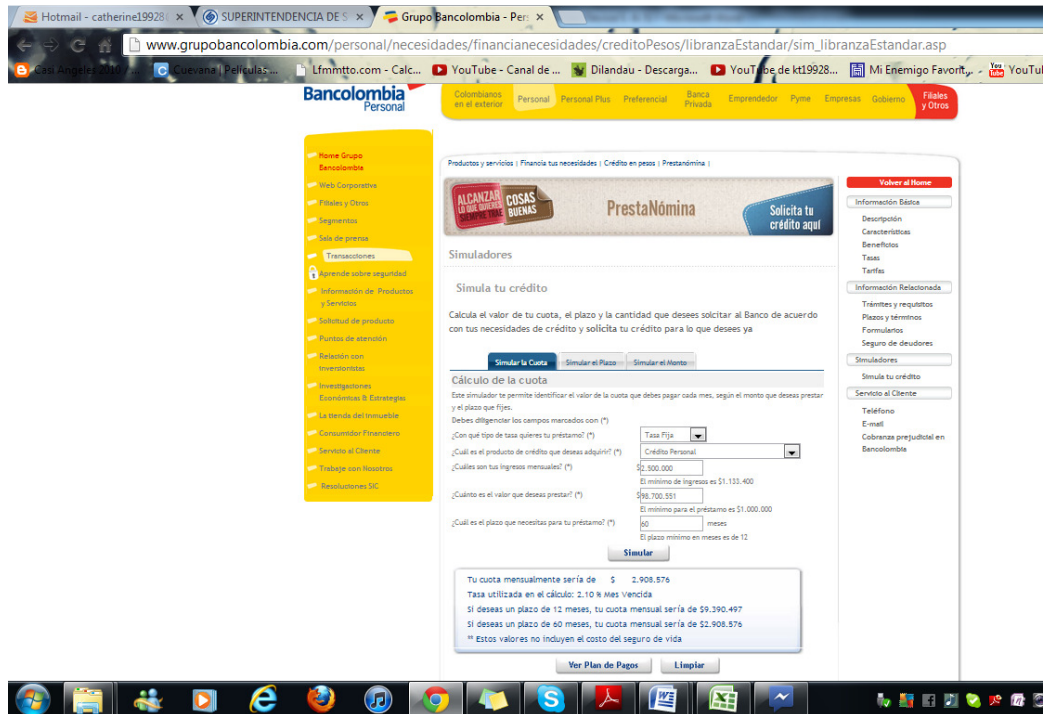 Hotmail - catherine19928
SUPERINTENDENCIA DE S
Grupo Bancolombia - Per
www.grupobancolombia.com/personal/necesidades/financianecesidades/creditoPesos/libranzaEstandar/sim_libranzaEstandar.asp
Casi Angeles 2010 / ... Cuevana | Peliculas... Lfmmtto.com - Calc... YouTube - Canal de ... Dilandau - Descarga... YouTube de kt19928... Mi Enemigo Favorit... YouTu
Bancolombia
Personal
Colombianos en el exterior Personal Personal Plus Preferencial Banca Privada Emprendedor Pyme Empresas Gobierno Filiales y Otros
Home Grupo
Bancolombia
Web Corporativa
Filiales y Otros
Segmentos
Sala de prensa
Transacciones
Aprende sobre seguridad
Información de Productos
y Servicios
Solicitud de producto
Puntos de atención
Relación con
inversionistas
Investigaciones
Económicas & Estrategias
La tienda del inmueble
Consumidor Financiero
Servicio al Cliente
Trabaje con Nosotros
Resoluciones SIC
Productos y servicios | Financia tus necesidades | Crédito en pesos | Prestanómina |
ALCANZAR
LO QUE QUIERES
SIEMPRE TRAE
COSAS
BUENAS
PrestaNómina
Solicita tu
crédito aquí
Simuladores
Simula tu crédito
Calcula el valor de tu cuota, el plazo y la cantidad que desees solcitar al Banco de acuerdo
con tus necesidades de crédito y solicita tu crédito para lo que desees ya
Simular la Cuota Simular el Plazo Simular el Monto
Cálculo de la cuota
Este simulador te permite identificar el valor de la cuota que debes pagar cada mes, según el monto que deseas prestar
y el plazo que fijes.
Debes diligenciar los campos marcados con (*)
¿Con qué tipo de tasa quieres tu préstamo? (*) Tasa Fija
¿Cuál es el producto de crédito que deseas adquirir? (*) Crédito Personal
¿Cuáles son tus ingresos mensuales? (*) $ 2.500.000
El mínimo de ingresos es $1.133.400
¿Cuánto es el valor que deseas prestar? (*) $ 98.700.551
El mínimo para el préstamo es $1.000.000
¿Cuál es el plazo que necesitas para tu préstamo? (*) 60 meses
El plazo mínimo en meses es de 12
Simular
Tu cuota mensualmente sería de $ 2.908.576
Tasa utilizada en el cálculo: 2.10 % Mes Vencida
Si deseas un plazo de 12 meses, tu cuota mensual sería de $9.390.497
Si deseas un plazo de 60 meses, tu cuota mensual sería de $2.908.576
** Estos valores no incluyen el costo del seguro de vida
Ver Plan de Pagos Limpiar
Volver al Home
Información Básica
Descripción
Características
Beneficios
Tasas
Tarifas
Información Relacionada
Trámites y requisitos
Plazos y términos
Formularios
Seguro de deudores
Simuladores
Simula tu crédito
Servicio al Cliente
Teléfono
E-mail
Cobranza prejudicial en
Bancolombia